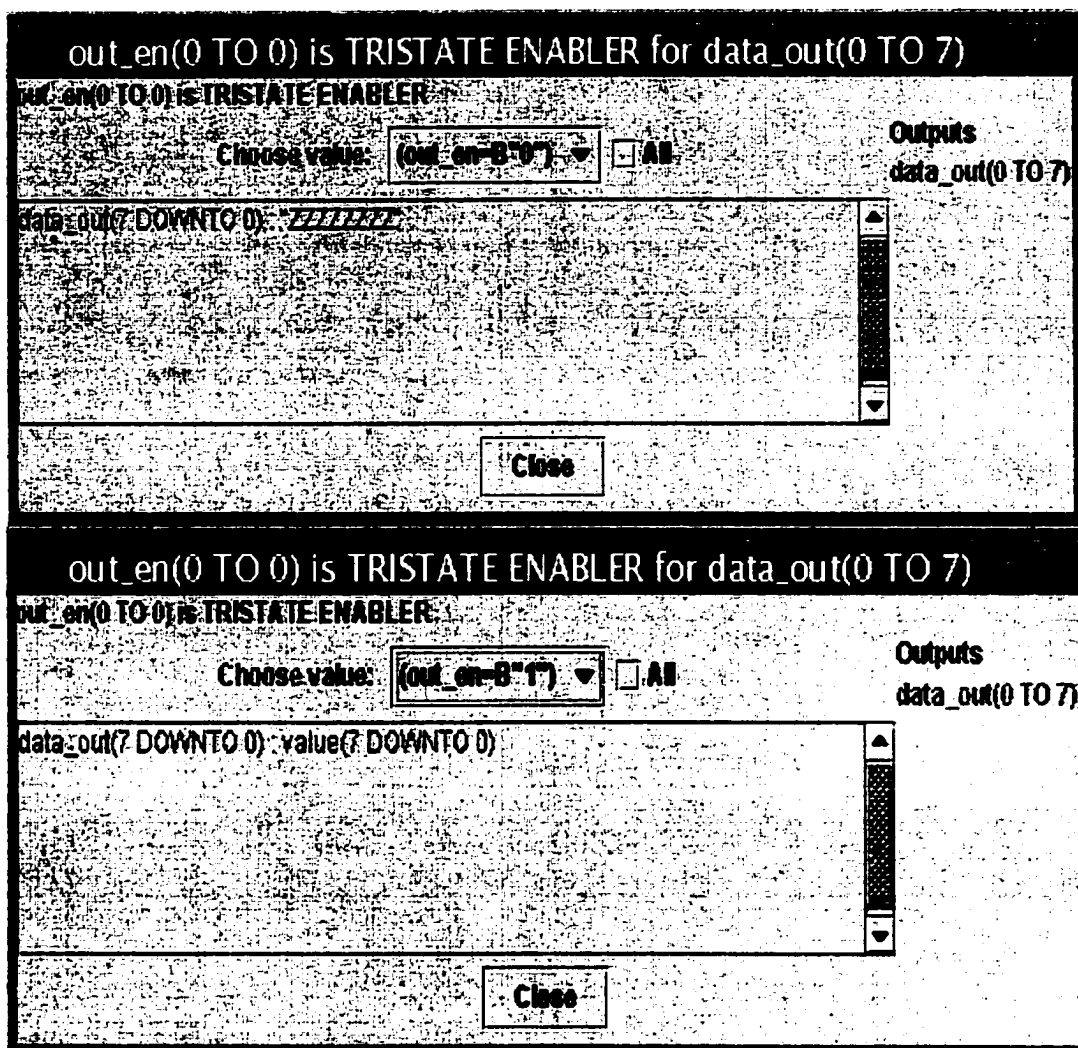 out_en(0 TO 0) is TRISTATE ENABLER for data_out(0 TO 7)
out_en(0 TO 0) is TRISTATE ENABLER
Choose value: (out_en=B"0") All
Outputs
data_out(0 TO 7)
data_out(7 DOWNTO 0): "ZZZZZZZZ"
Close
out_en(0 TO 0) is TRISTATE ENABLER for data_out(0 TO 7)
out_en(0 TO 0) is TRISTATE ENABLER
Choose value: (out_en=B"1") All
Outputs
data_out(0 TO 7)
data_out(7 DOWNTO 0) : value(7 DOWNTO 0)
Close